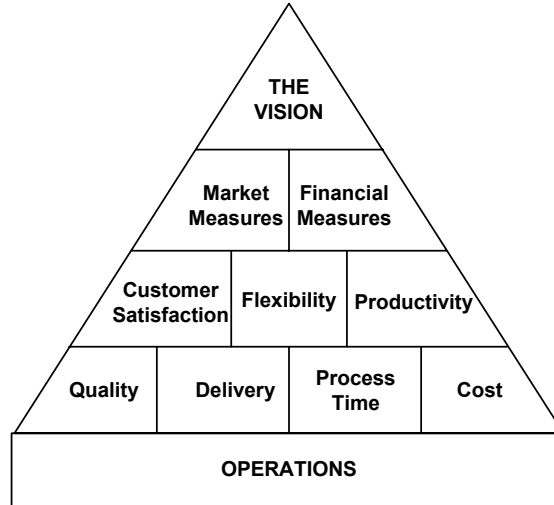 THE
VISION
Market
Measures
Financial
Measures
Customer
Satisfaction
Flexibility
Productivity
Quality
Delivery
Process
Time
Cost
OPERATIONS